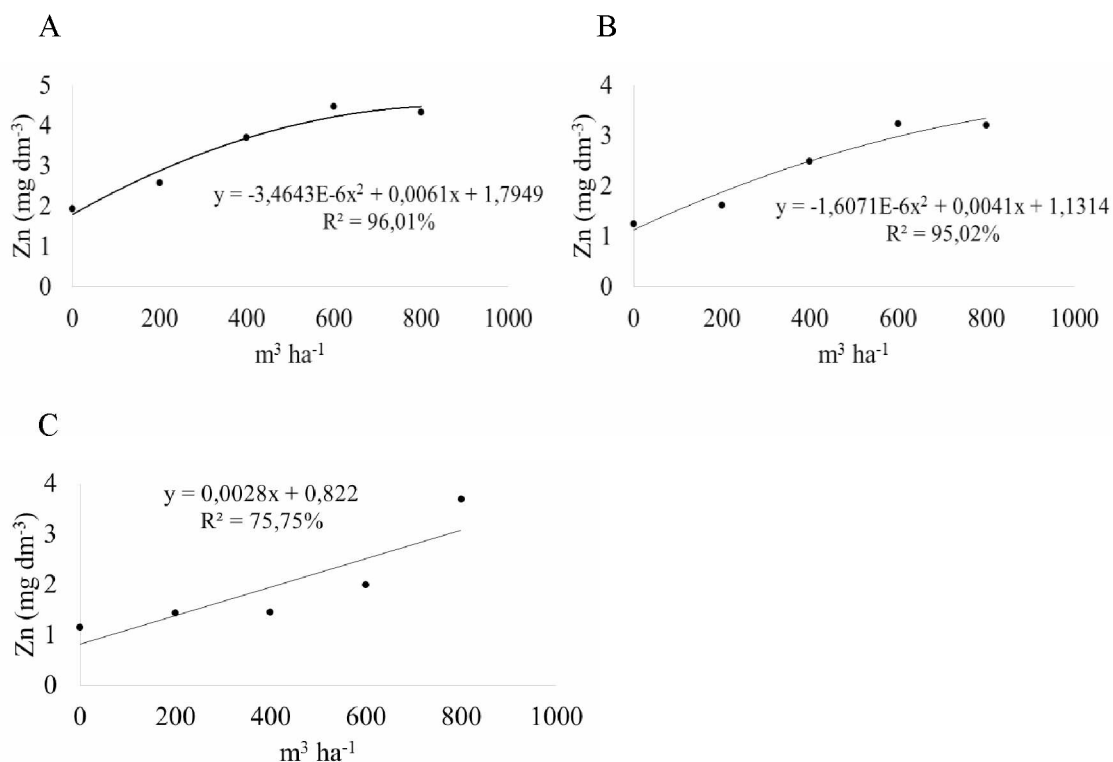 A
Zn (mg dm⁻³)
5
4
3
2
1
0
y = -3,4643E-6x² + 0,0061x + 1,7949
R² = 96,01%
0 200 400 600 800 1000
m³ ha⁻¹
B
Zn (mg dm⁻³)
4
3
2
1
0
y = -1,6071E-6x² + 0,0041x + 1,1314
R² = 95,02%
0 200 400 600 800 1000
m³ ha⁻¹
C
Zn (mg dm⁻³)
4
3
2
1
0
y = 0,0028x + 0,822
R² = 75,75%
0 200 400 600 800 1000
m³ ha⁻¹